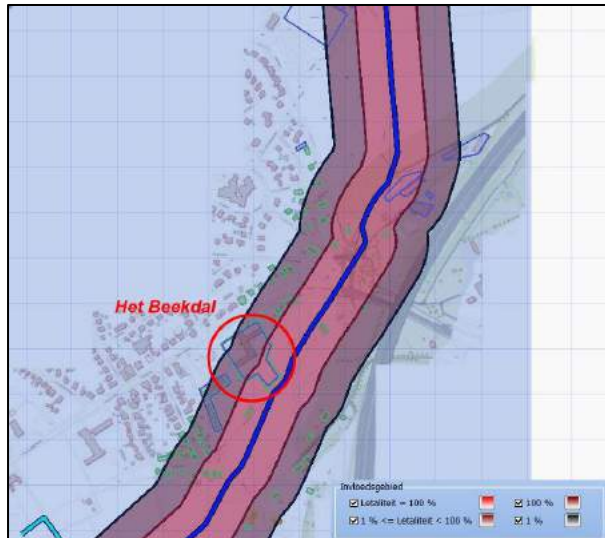 Het Beekdal
Invloedsgebied
Letaliteit = 100 % 100 %
1 % <= Letaliteit < 100 % 1 %